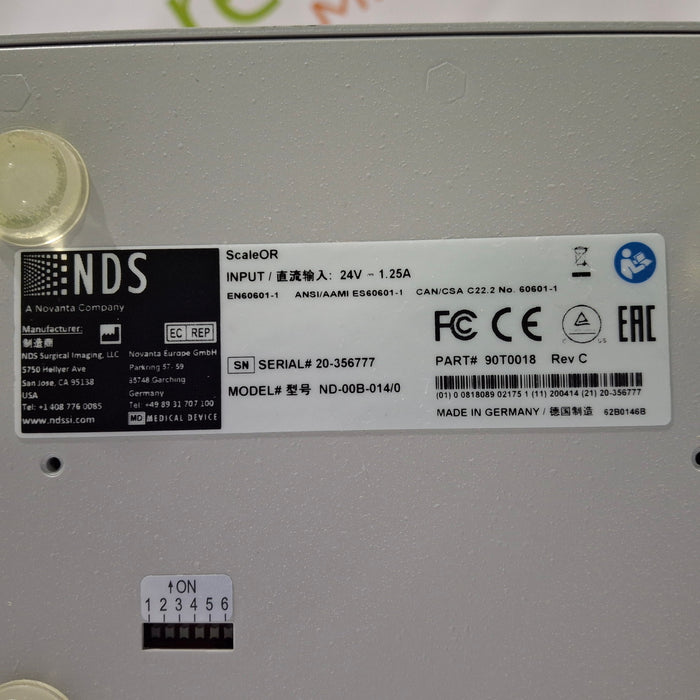 NDS
A Novanta Company
Manufacturer:
制造商
NDS Surgical Imaging, LLC
5750 Hellyer Ave
San Jose, CA 95138
USA
Tel: +1 408 776 0085
www.ndssi.com
EC REP
Novanta Europe GmbH
Parkring 57-
85748 Garching
Germany
Tel: +49 89 31 707 100
MD MEDICAL DEVICE
ScaleOR
INPUT / 直流输入: 24V ⎓ 1.25A
EN60601-1 ANSI/AAMI ES60601-1 CAN/CSA C22.2 No. 60601-1
SN SERIAL# 20-356777
MODEL# 型号 ND-00B-014/0
FC CE C US EAC
PART# 90T0018 Rev C
(01) 0 0818089 02175 1 (11) 200414 (21) 20-356777
MADE IN GERMANY / 德国制造 62B0146B
↑ON
1 2 3 4 5 6